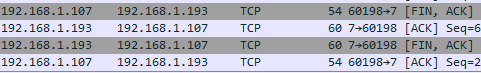 192.168.1.107 192.168.1.193 TCP 54 60198→7 [FIN, ACK]
192.168.1.193 192.168.1.107 TCP 60 7→60198 [ACK] Seq=6
192.168.1.193 192.168.1.107 TCP 60 7→60198 [FIN, ACK]
192.168.1.107 192.168.1.193 TCP 54 60198→7 [ACK] Seq=2